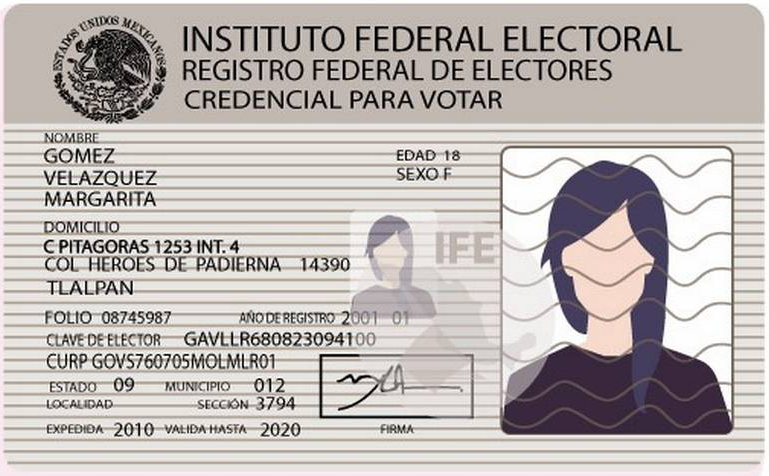 ESTADOS UNIDOS MEXICANOS
INSTITUTO FEDERAL ELECTORAL
REGISTRO FEDERAL DE ELECTORES
CREDENCIAL PARA VOTAR
NOMBRE
GOMEZ
VELAZQUEZ
MARGARITA
EDAD 18
SEXO F
DOMICILIO
C PITAGORAS 1253 INT. 4
COL HEROES DE PADIERNA 14390
TLALPAN
IFE
FOLIO 08745987 AÑO DE REGISTRO 2001 01
CLAVE DE ELECTOR GAVLLR680823094100
CURP GOVS760705MOLMLR01
ESTADO 09 MUNICIPIO 012
LOCALIDAD SECCIÓN 3794
EXPEDIDA 2010 VALIDA HASTA 2020
FIRMA